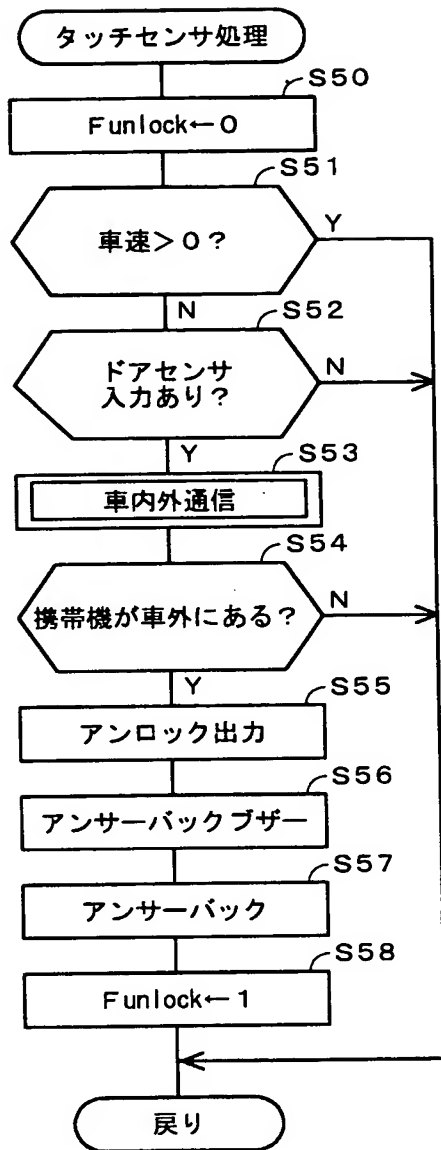 タッチセンサ処理
S50
Funlock←0
S51
車速>0?
Y
N
S52
ドアセンサ
入力あり?
N
Y
S53
車内外通信
S54
携帯機が車外にある?
N
Y
S55
アンロック出力
S56
アンサーバックブザー
S57
アンサーバック
S58
Funlock←1
戻り